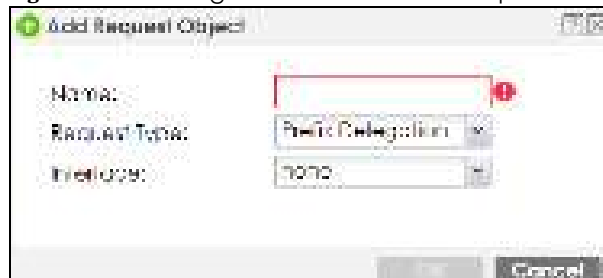 Add Request Object
Name:
Request Type: Prefix Delegation
Interface: none
Cancel